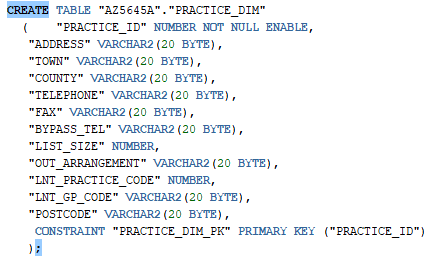 CREATE TABLE "AZ5645A"."PRACTICE_DIM"
( "PRACTICE_ID" NUMBER NOT NULL ENABLE,
"ADDRESS" VARCHAR2(20 BYTE),
"TOWN" VARCHAR2(20 BYTE),
"COUNTY" VARCHAR2(20 BYTE),
"TELEPHONE" VARCHAR2(20 BYTE),
"FAX" VARCHAR2(20 BYTE),
"BYPASS_TEL" VARCHAR2(20 BYTE),
"LIST_SIZE" NUMBER,
"OUT_ARRANGEMENT" VARCHAR2(20 BYTE),
"LNT_PRACTICE_CODE" NUMBER,
"LNT_GP_CODE" VARCHAR2(20 BYTE),
"POSTCODE" VARCHAR2(20 BYTE),
CONSTRAINT "PRACTICE_DIM_PK" PRIMARY KEY ("PRACTICE_ID")
);